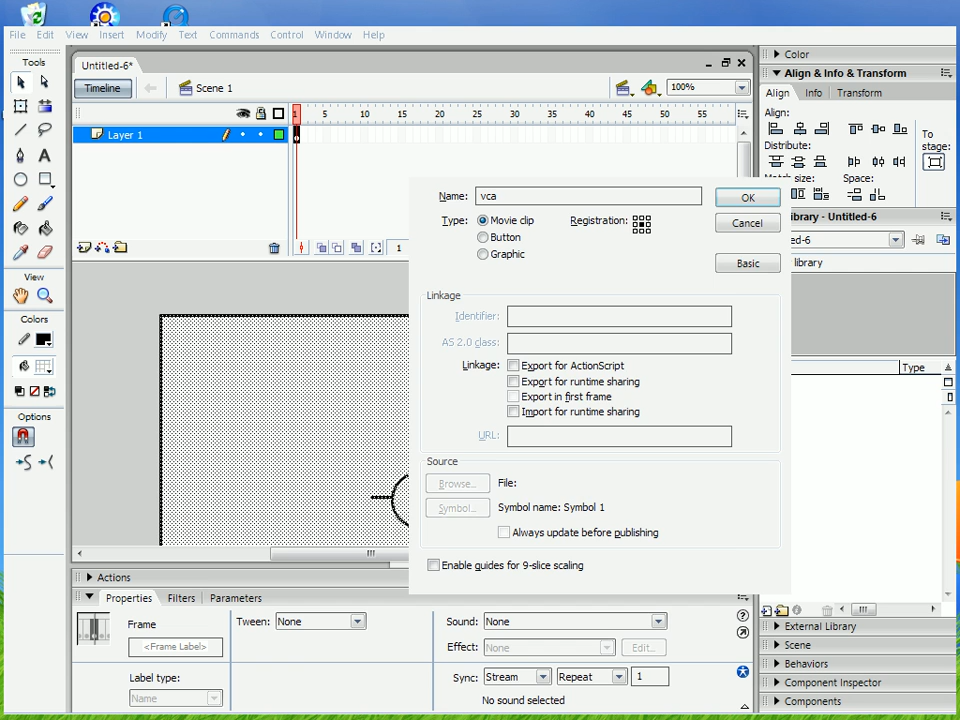 File Edit View Insert Modify Text Commands Control Window Help
Tools
Untitled-6*
Color
Timeline
Scene 1
100%
Align & Info & Transform
Align Info Transform
1 5 10 15 20 25 30 35 40 45 50 55
Layer 1
Align:
Distribute:
To
stage:
Match size: Space:
1
Name: vca
OK
Type: Movie clip
Registration:
Cancel
Button
Graphic
Basic
Library - Untitled-6
ed-6
library
View
Linkage
Identifier:
Colors
AS 2.0 class:
Linkage: Export for ActionScript
Export for runtime sharing
Export in first frame
Import for runtime sharing
Type
URL:
Options
Source
Browse... File:
Symbol... Symbol name: Symbol 1
Always update before publishing
Enable guides for 9-slice scaling
Actions
Properties Filters Parameters
Frame
<Frame Label>
Tween: None
Sound: None
Effect: None Edit...
Label type:
Name
Sync: Stream Repeat 1
No sound selected
External Library
Scene
Behaviors
Component Inspector
Components